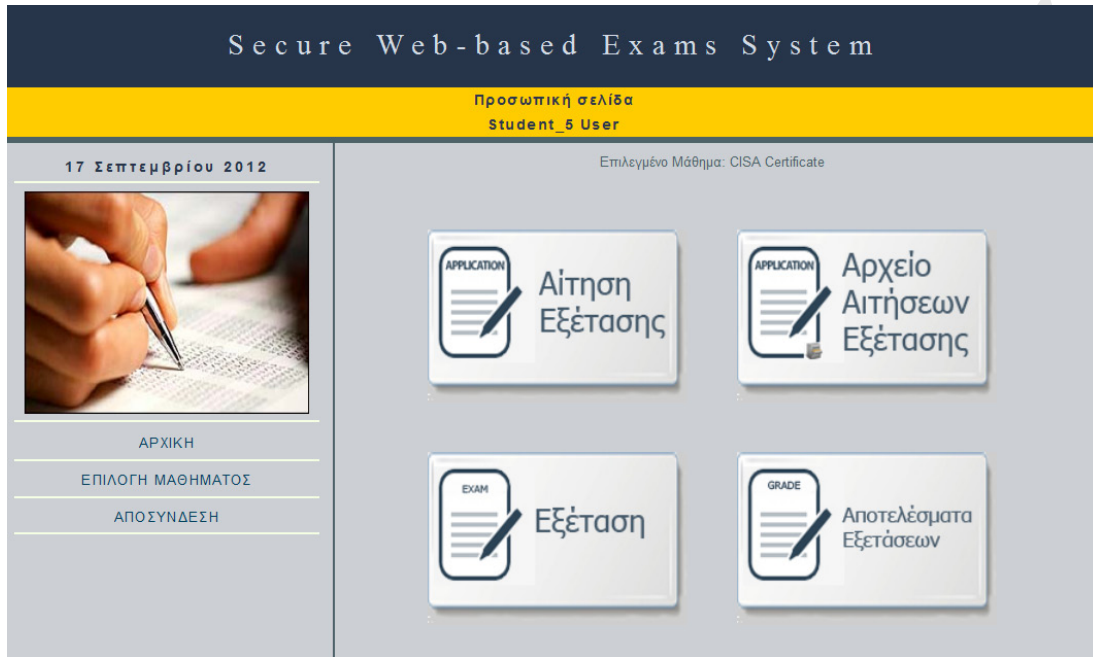 Secure Web-based Exams System
Προσωπική σελίδα
Student_5 User
17 Σεπτεμβρίου 2012
ΑΡΧΙΚΗ
ΕΠΙΛΟΓΗ ΜΑΘΗΜΑΤΟΣ
ΑΠΟΣΥΝΔΕΣΗ
Επιλεγμένο Μάθημα: CISA Certificate
APPLICATION
Αίτηση
Εξέτασης
APPLICATION
Αρχείο
Αιτήσεων
Εξέτασης
EXAM
Εξέταση
GRADE
Αποτελέσματα
Εξετάσεων